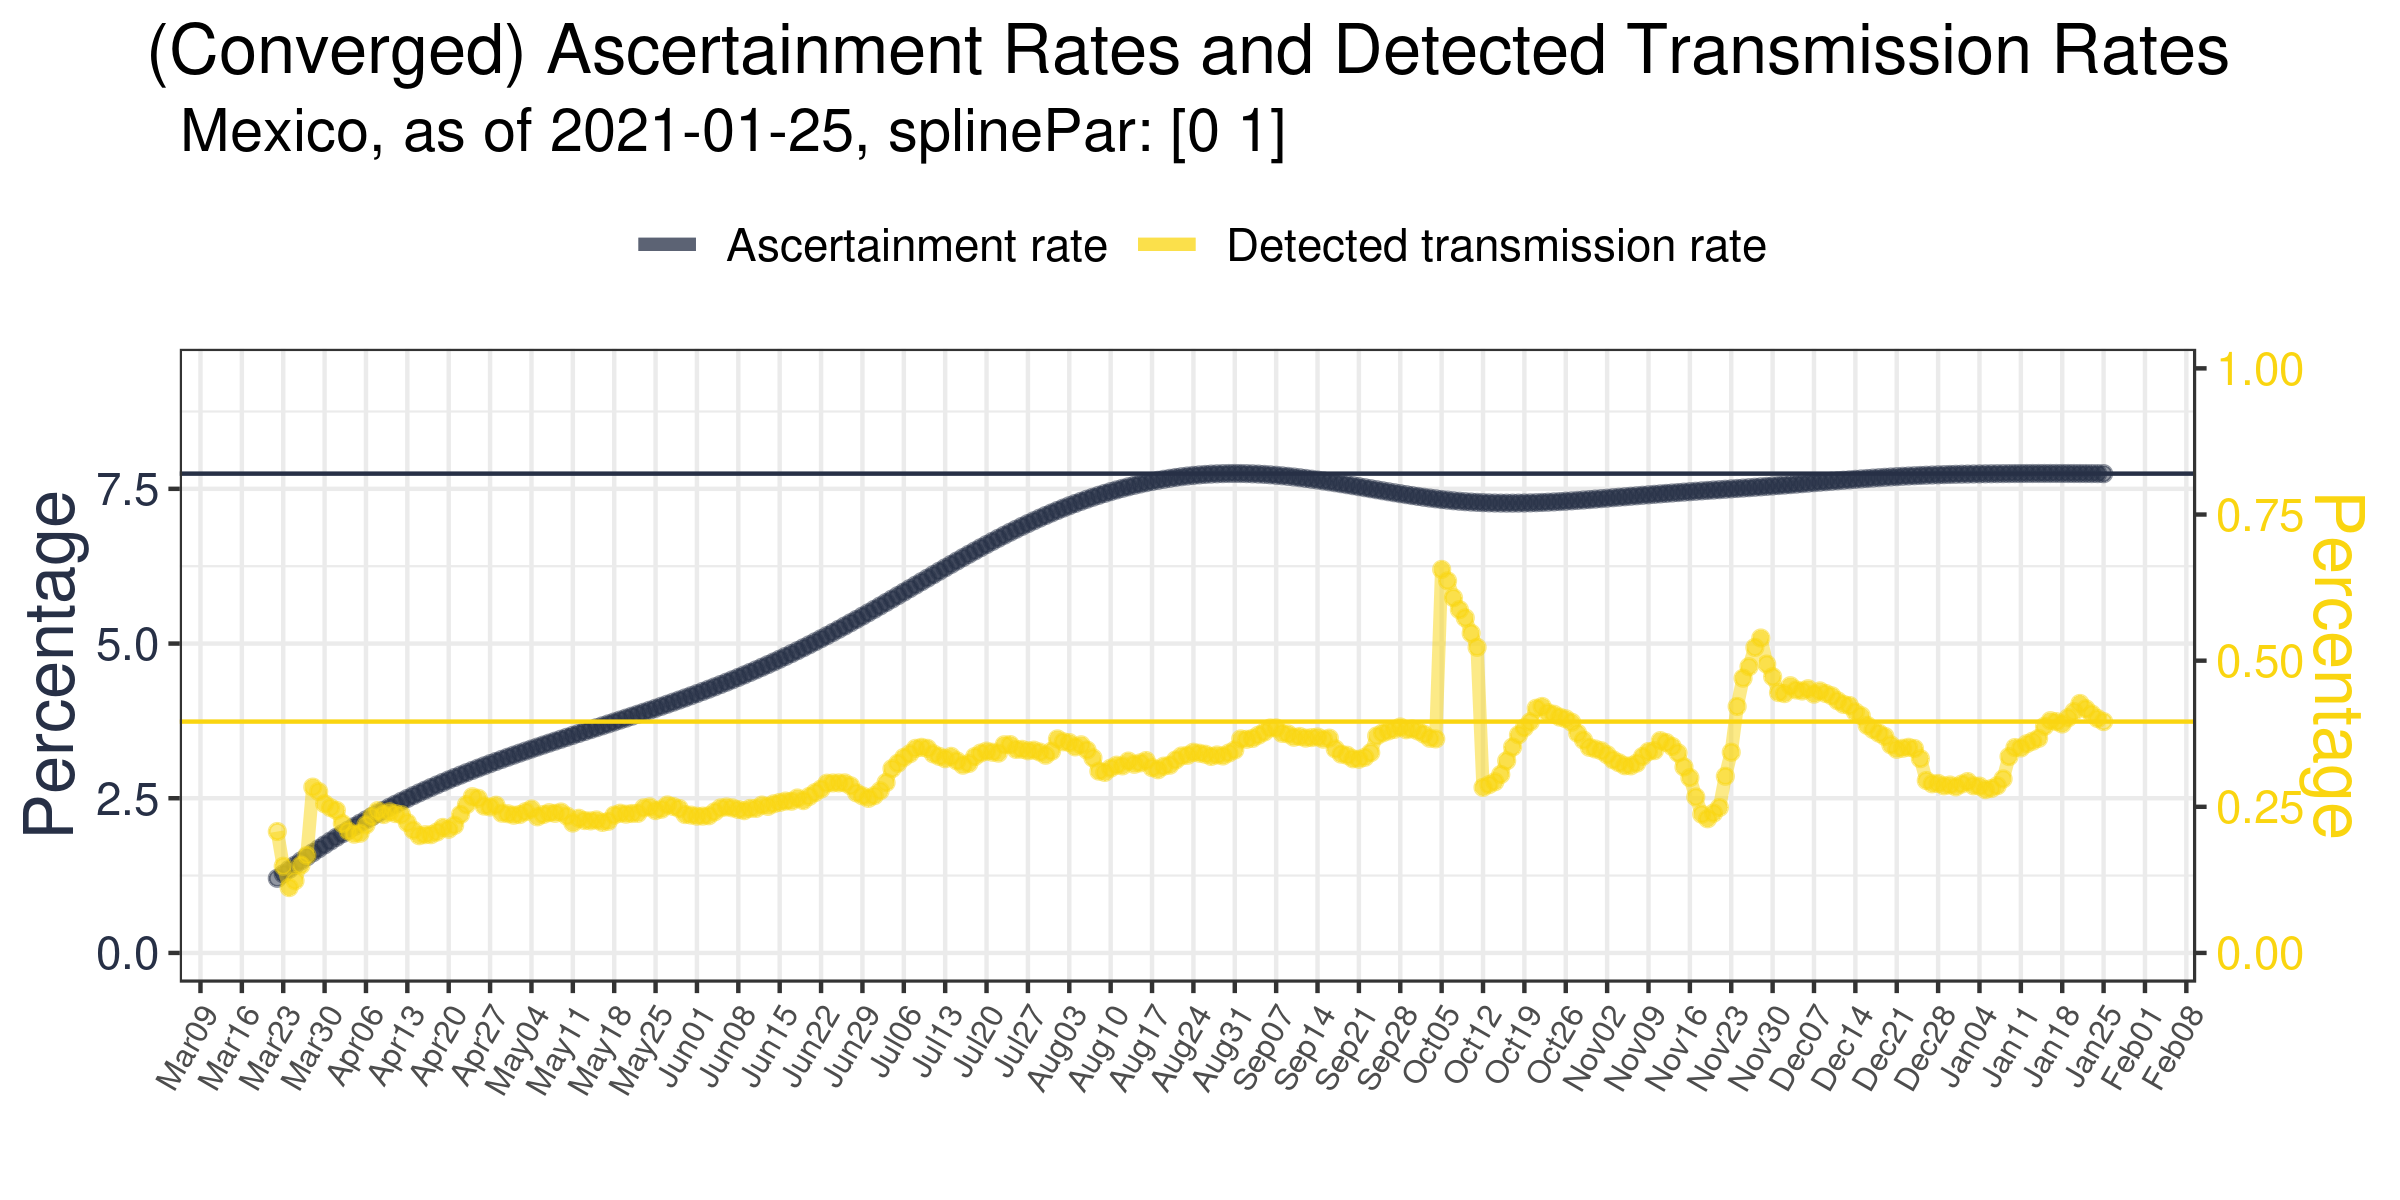 (Converged) Ascertainment Rates and Detected Transmission Rates
Mexico, as of 2021-01-25, splinePar: [0 1]
Ascertainment rate
Detected transmission rate
Percentage
7.5
5.0
2.5
0.0
1.00
0.75
0.50
0.25
0.00
Percentage
Mar09
Mar16
Mar23
Mar30
Apr06
Apr13
Apr20
Apr27
May04
May11
May18
May25
Jun01
Jun08
Jun15
Jun22
Jun29
Jul06
Jul13
Jul20
Jul27
Aug03
Aug10
Aug17
Aug24
Aug31
Sep07
Sep14
Sep21
Sep28
Oct05
Oct12
Oct19
Oct26
Nov02
Nov09
Nov16
Nov23
Nov30
Dec07
Dec14
Dec21
Dec28
Jan04
Jan11
Jan18
Jan25
Feb01
Feb08